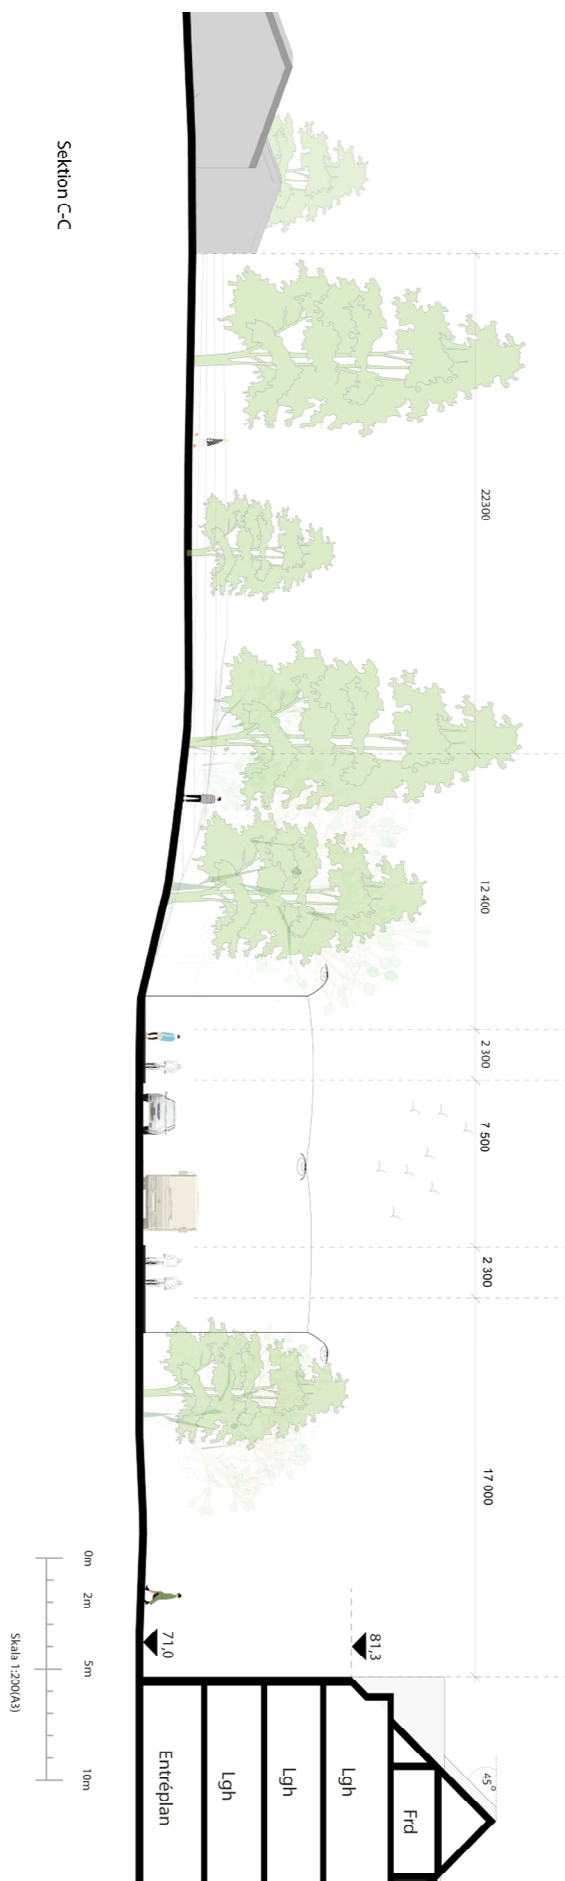 Sektion C-C
22300
12 400
2 300
7 500
2 300
17 000
81,3
71,0
45°
Frd
Lgh
Lgh
Lgh
Entréplan
0m
2m
5m
10m
Skala 1:200(A3)